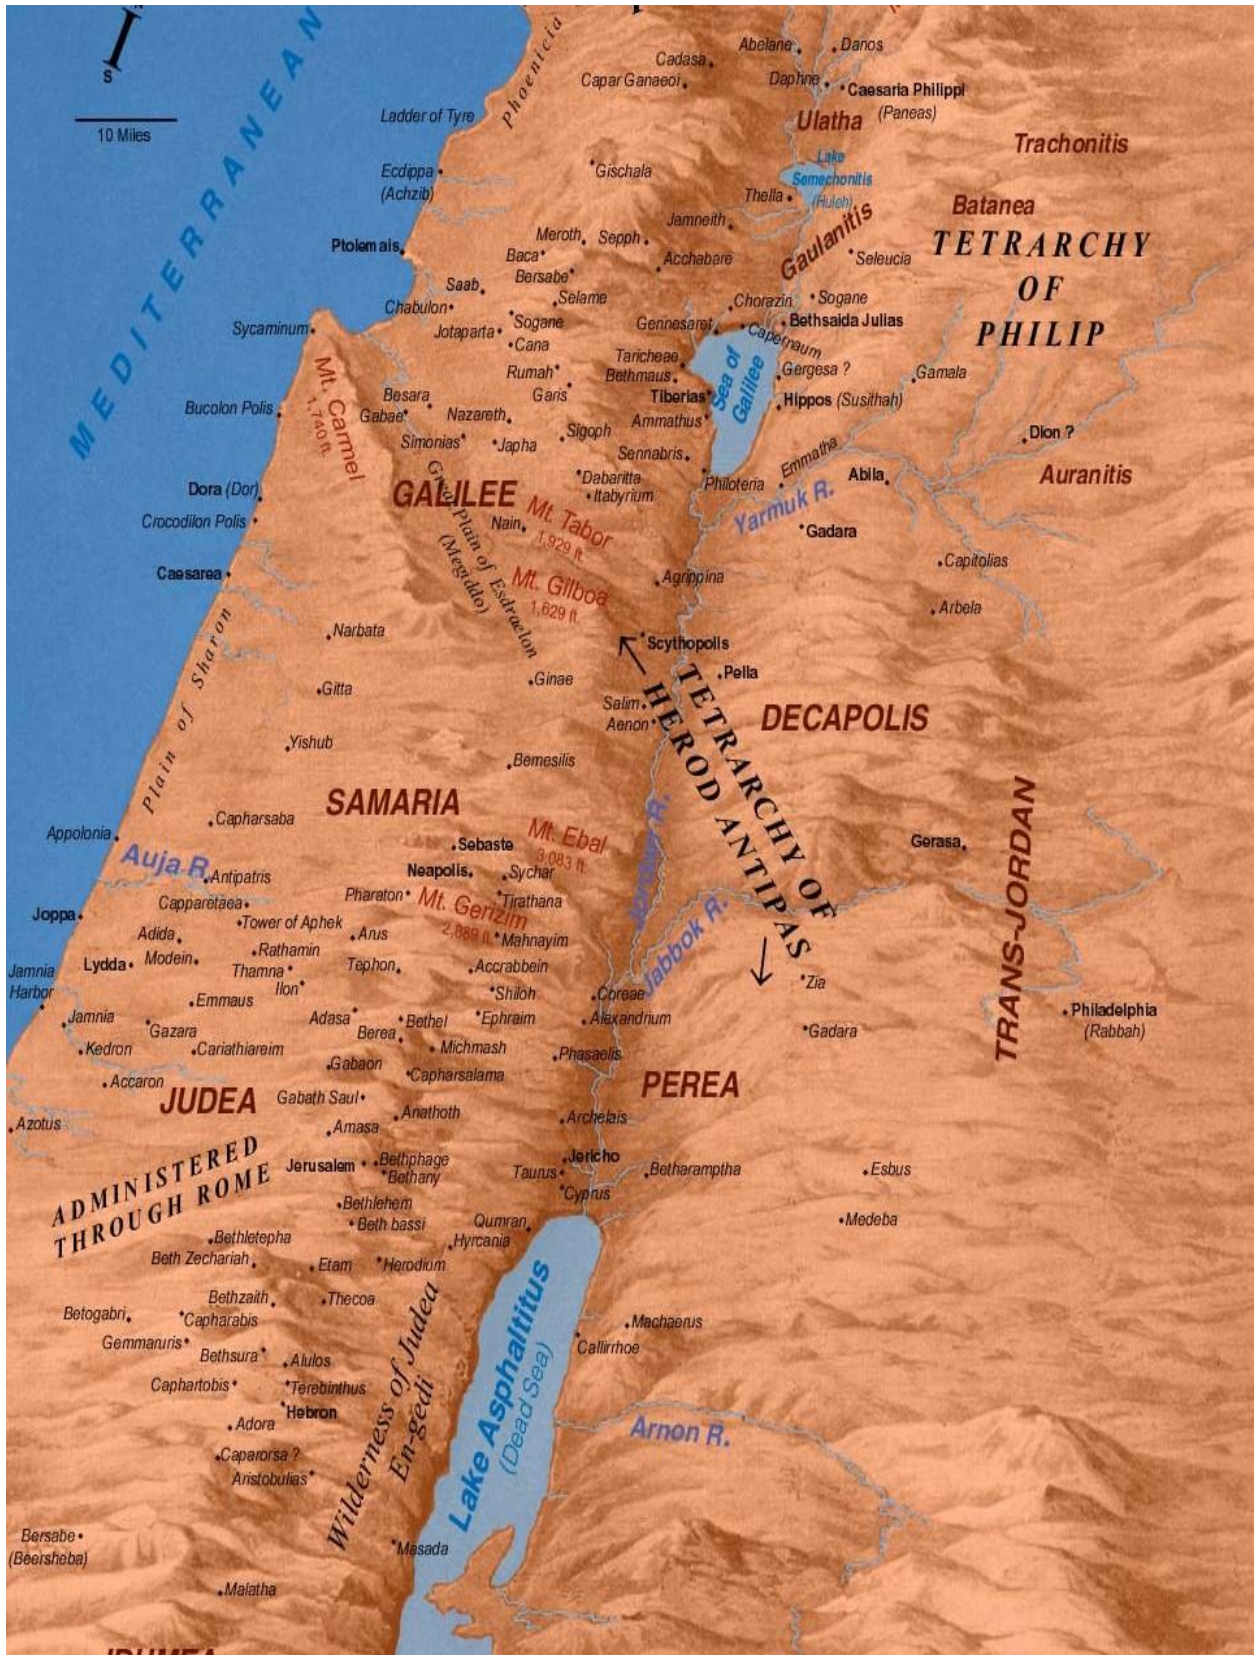 S
10 Miles
MEDITERRANEAN
Phoenicia
Cadasa
Capar Ganaeoi
Abelane
Danos
Daphne
Caesaria Philippi
(Paneas)
Ulatha
Trachonitis
Ladder of Tyre
Ecdippa
(Achzib)
Gischala
Lake
Semechonitis
(Huleh)
Thella
Batanea
Jamneith
Gaulanitis
TETRARCHY
OF
PHILIP
Ptolemais
Meroth
Sepph
Baca
Bersabe
Acchabare
Seleucia
Saab
Selame
Chabulon
Chorazin
Sogane
Sogane
Sycaminum
Jotaparta
Gennesaret
Bethsaida Julias
Capernaum
Cana
Taricheae
Rumah
Bethmaus
Sea of
Galilee
Gergesa ?
Gamala
Mt. Carmel
1,740 ft.
Besara
Garis
Tiberias
Hippos (Susithah)
Bucolon Polis
Gabae
Nazareth
Ammathus
Simonias
Japha
Sigoph
Dion ?
Sennabris
Emmatha
Dabaritta
Itabyrium
Philoteria
Abila
Auranitis
Dora (Dor)
GALILEE
Yarmuk R.
Crocodilon Polis
Nain
Mt. Tabor
1,929 ft.
Gadara
Great Plain of Esdraelon
(Megiddo)
Caesarea
Mt. Gilboa
1,629 ft.
Agrippina
Capitolias
Arbela
Plain of Sharon
Narbata
Scythopolis
Ginae
Pella
Gitta
Salim
Aenon
TETRARCHY OF
HEROD ANTIPAS
DECAPOLIS
Yishub
Bemesilis
SAMARIA
TRANS-JORDAN
Appolonia
Capharsaba
Mt. Ebal
3,083 ft.
Jordan R.
Gerasa
Auja R.
Sebaste
Antipatris
Neapolis
Sychar
Pharaton
Tirathana
Capparetaea
Mt. Gerizim
2,889 ft.
Jabbok R.
Joppa
Tower of Aphek
Adida
Arus
Mahnayim
Rathamin
Lydda
Modein
Thamna
Tephon
Accrabbein
Jamnia
Harbor
Ilon
Shiloh
Coreae
Zia
Emmaus
Philadelphia
(Rabbah)
Jamnia
Adasa
Bethel
Ephraim
Alexandrium
Gazara
Berea
Gadara
Kedron
Cariathiareim
Michmash
Phasaelis
Gabaon
Accaron
Capharsalama
PEREA
JUDEA
Gabath Saul
Anathoth
Archelais
Azotus
Amasa
ADMINISTERED
THROUGH ROME
Jerusalem
Bethphage
Bethany
Jericho
Taurus
Cyprus
Betharamptha
Esbus
Bethlehem
Beth bassi
Qumran
Medeba
Bethletepha
Hyrcania
Beth Zechariah
Etam
Herodium
Bethzaith
Thecoa
Betogabri
Capharabis
Machaerus
Gemmaruris
Callirrhoe
Bethsura
Alulos
Caphartobis
Terebinthus
Hebron
Wilderness of Judea
En-gedi
Lake Asphaltitus
(Dead Sea)
Adora
Arnon R.
Caparorsa ?
Aristobulias
Bersabe
(Beersheba)
Masada
Malatha
IDUMEA